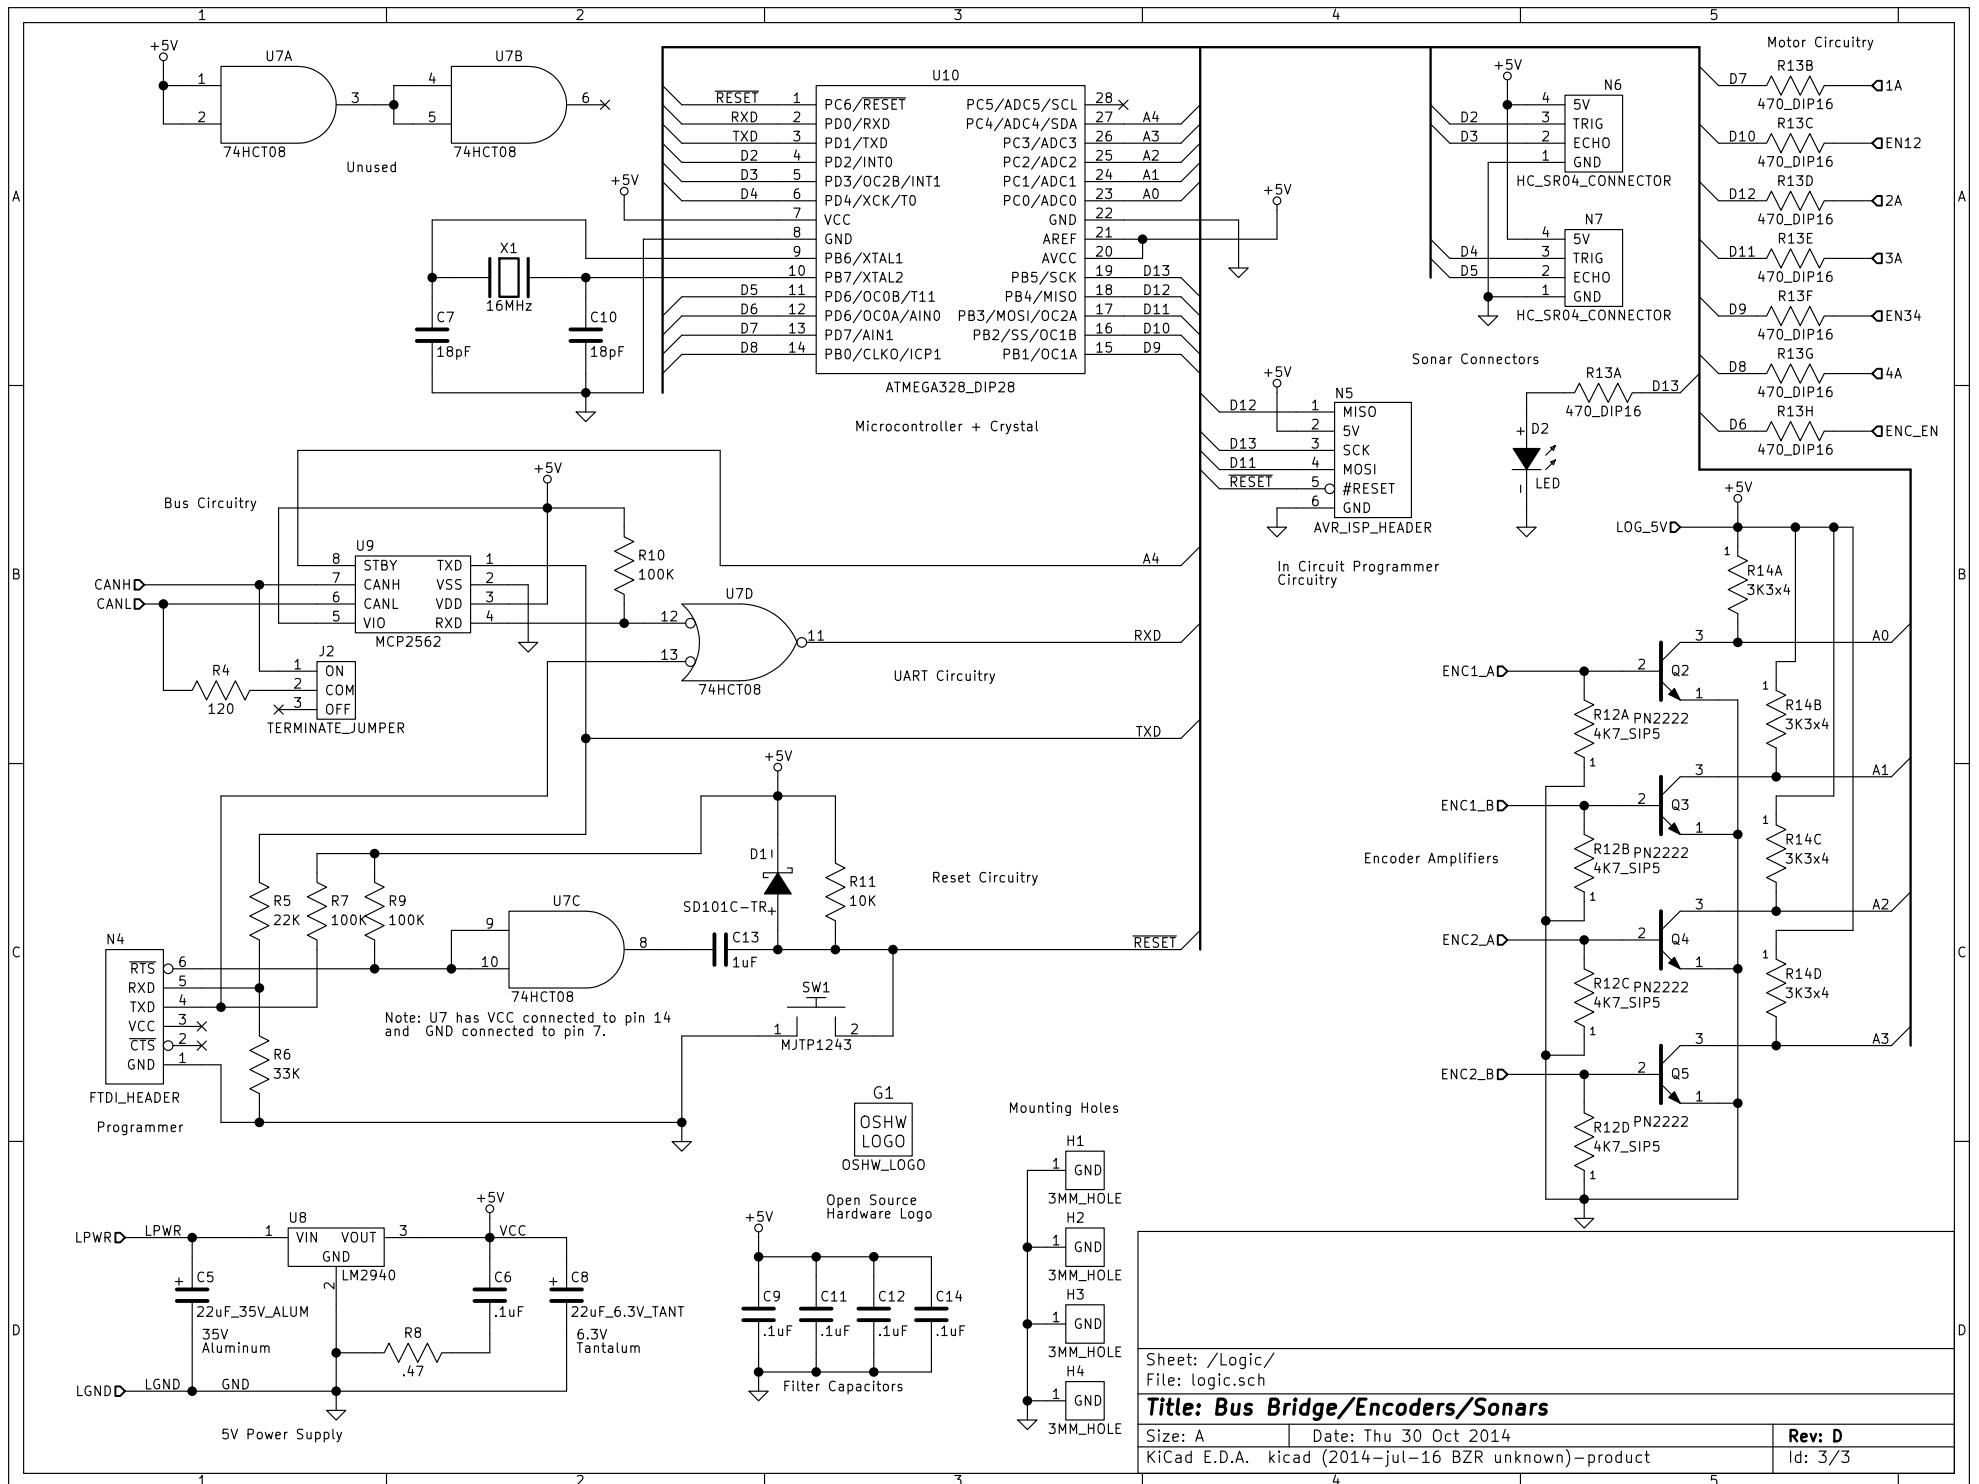 1 2 3 4 5
A
B
C
D
A
B
C
D
1 2 3 4 5
+5V
U7A
1
2
3
74HCT08
U7B
4
5
6
74HCT08
Unused
U10
RESET 1 PC6/RESET
RXD 2 PD0/RXD
TXD 3 PD1/TXD
D2 4 PD2/INT0
D3 5 PD3/OC2B/INT1
D4 6 PD4/XCK/T0
+5V
7 VCC
8 GND
9 PB6/XTAL1
10 PB7/XTAL2
D5 11 PD6/OC0B/T11
D6 12 PD6/OC0A/AIN0
D7 13 PD7/AIN1
D8 14 PB0/CLKO/ICP1
PC5/ADC5/SCL 28
PC4/ADC4/SDA 27 A4
PC3/ADC3 26 A3
PC2/ADC2 25 A2
PC1/ADC1 24 A1
PC0/ADC0 23 A0
GND 22
AREF 21
AVCC 20
PB5/SCK 19 D13
PB4/MISO 18 D12
PB3/MOSI/OC2A 17 D11
PB2/SS/OC1B 16 D10
PB1/OC1A 15 D9
+5V
ATMEGA328_DIP28
Microcontroller + Crystal
X1
16MHz
C7
18pF
C10
18pF
+5V
N6
4 5V
D2 3 TRIG
D3 2 ECHO
1 GND
HC_SR04_CONNECTOR
N7
4 5V
D4 3 TRIG
D5 2 ECHO
1 GND
HC_SR04_CONNECTOR
Sonar Connectors
Motor Circuitry
D7 R13B 1A
470_DIP16
D10 R13C EN12
470_DIP16
D12 R13D 2A
470_DIP16
D11 R13E 3A
470_DIP16
D9 R13F EN34
470_DIP16
D8 R13G 4A
470_DIP16
D6 R13H ENC_EN
470_DIP16
R13A D13
470_DIP16
+ D2
LED
+5V
N5
D12 1 MISO
2 5V
D13 3 SCK
D11 4 MOSI
RESET 5 #RESET
6 GND
AVR_ISP_HEADER
In Circuit Programmer
Circuitry
Bus Circuitry
+5V
U9
8 STBY TXD 1
CANH 7 CANH VSS 2
CANL 6 CANL VDD 3
5 VIO RXD 4
MCP2562
R10
100K
A4
U7D
12
13
11
RXD
74HCT08
UART Circuitry
TXD
J2
1 ON
2 COM
3 OFF
TERMINATE_JUMPER
R4
120
+5V
D1
SD101C-TR +
R11
10K
Reset Circuitry
R5
22K
R7
100K
R9
100K
U7C
9
10
8
74HCT08
C13
1uF
RESET
SW1
1 2
MJTP1243
Note: U7 has VCC connected to pin 14
and GND connected to pin 7.
N4
RTS 6
RXD 5
TXD 4
VCC 3
CTS 2
GND 1
FTDI_HEADER
Programmer
R6
33K
LOG_5V
+5V
1 R14A
3K3x4
ENC1_A 2 Q2 3 A0
1
PN2222
R12A
4K7_SIP5
1
1 R14B
3K3x4
ENC1_B 2 Q3 3 A1
1
PN2222
R12B
4K7_SIP5
1
1 R14C
3K3x4
Encoder Amplifiers
ENC2_A 2 Q4 3 A2
1
PN2222
R12C
4K7_SIP5
1
1 R14D
3K3x4
ENC2_B 2 Q5 3 A3
1
PN2222
R12D
4K7_SIP5
1
G1
OSHW
LOGO
OSHW_LOGO
Open Source
Hardware Logo
Mounting Holes
H1
1 GND
3MM_HOLE
H2
1 GND
3MM_HOLE
H3
1 GND
3MM_HOLE
H4
1 GND
3MM_HOLE
+5V
U8
LPWR LPWR 1 VIN VOUT 3 VCC
GND
2
LM2940
+ C5
22uF_35V_ALUM
35V
Aluminum
C6
.1uF
+ C8
22uF_6.3V_TANT
6.3V
Tantalum
R8
.47
LGND LGND GND
5V Power Supply
+5V
C9
.1uF
C11
.1uF
C12
.1uF
C14
.1uF
Filter Capacitors
Sheet: /Logic/
File: logic.sch
Title: Bus Bridge/Encoders/Sonars
Size: A Date: Thu 30 Oct 2014 Rev: D
KiCad E.D.A. kicad (2014-jul-16 BZR unknown)-product Id: 3/3